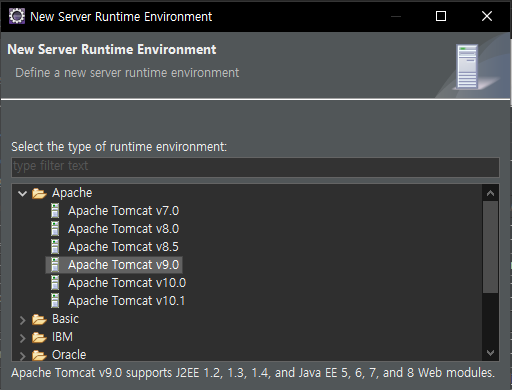 New Server Runtime Environment
New Server Runtime Environment
Define a new server runtime environment
Select the type of runtime environment:
type filter text
Apache
Apache Tomcat v7.0
Apache Tomcat v8.0
Apache Tomcat v8.5
Apache Tomcat v9.0
Apache Tomcat v10.0
Apache Tomcat v10.1
Basic
IBM
Oracle
Apache Tomcat v9.0 supports J2EE 1.2, 1.3, 1.4, and Java EE 5, 6, 7, and 8 Web modules.